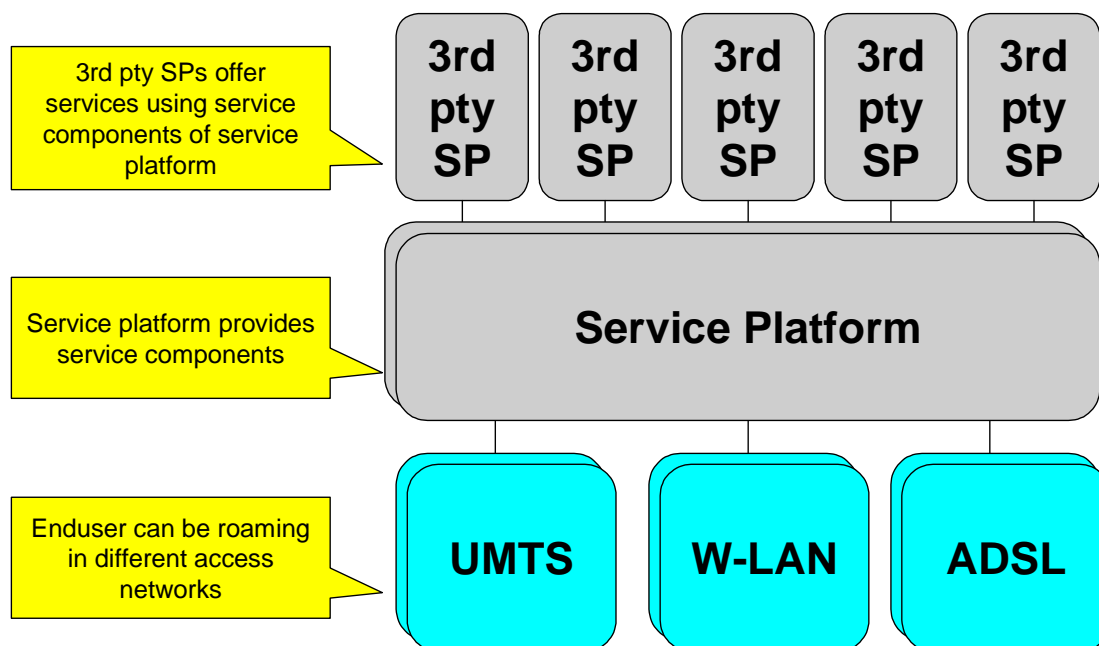 3rd pty SPs offer
services using service
components of service
platform
3rd
pty
SP
3rd
pty
SP
3rd
pty
SP
3rd
pty
SP
3rd
pty
SP
Service platform provides
service components
Service Platform
Enduser can be roaming
in different access
networks
UMTS
W-LAN
ADSL